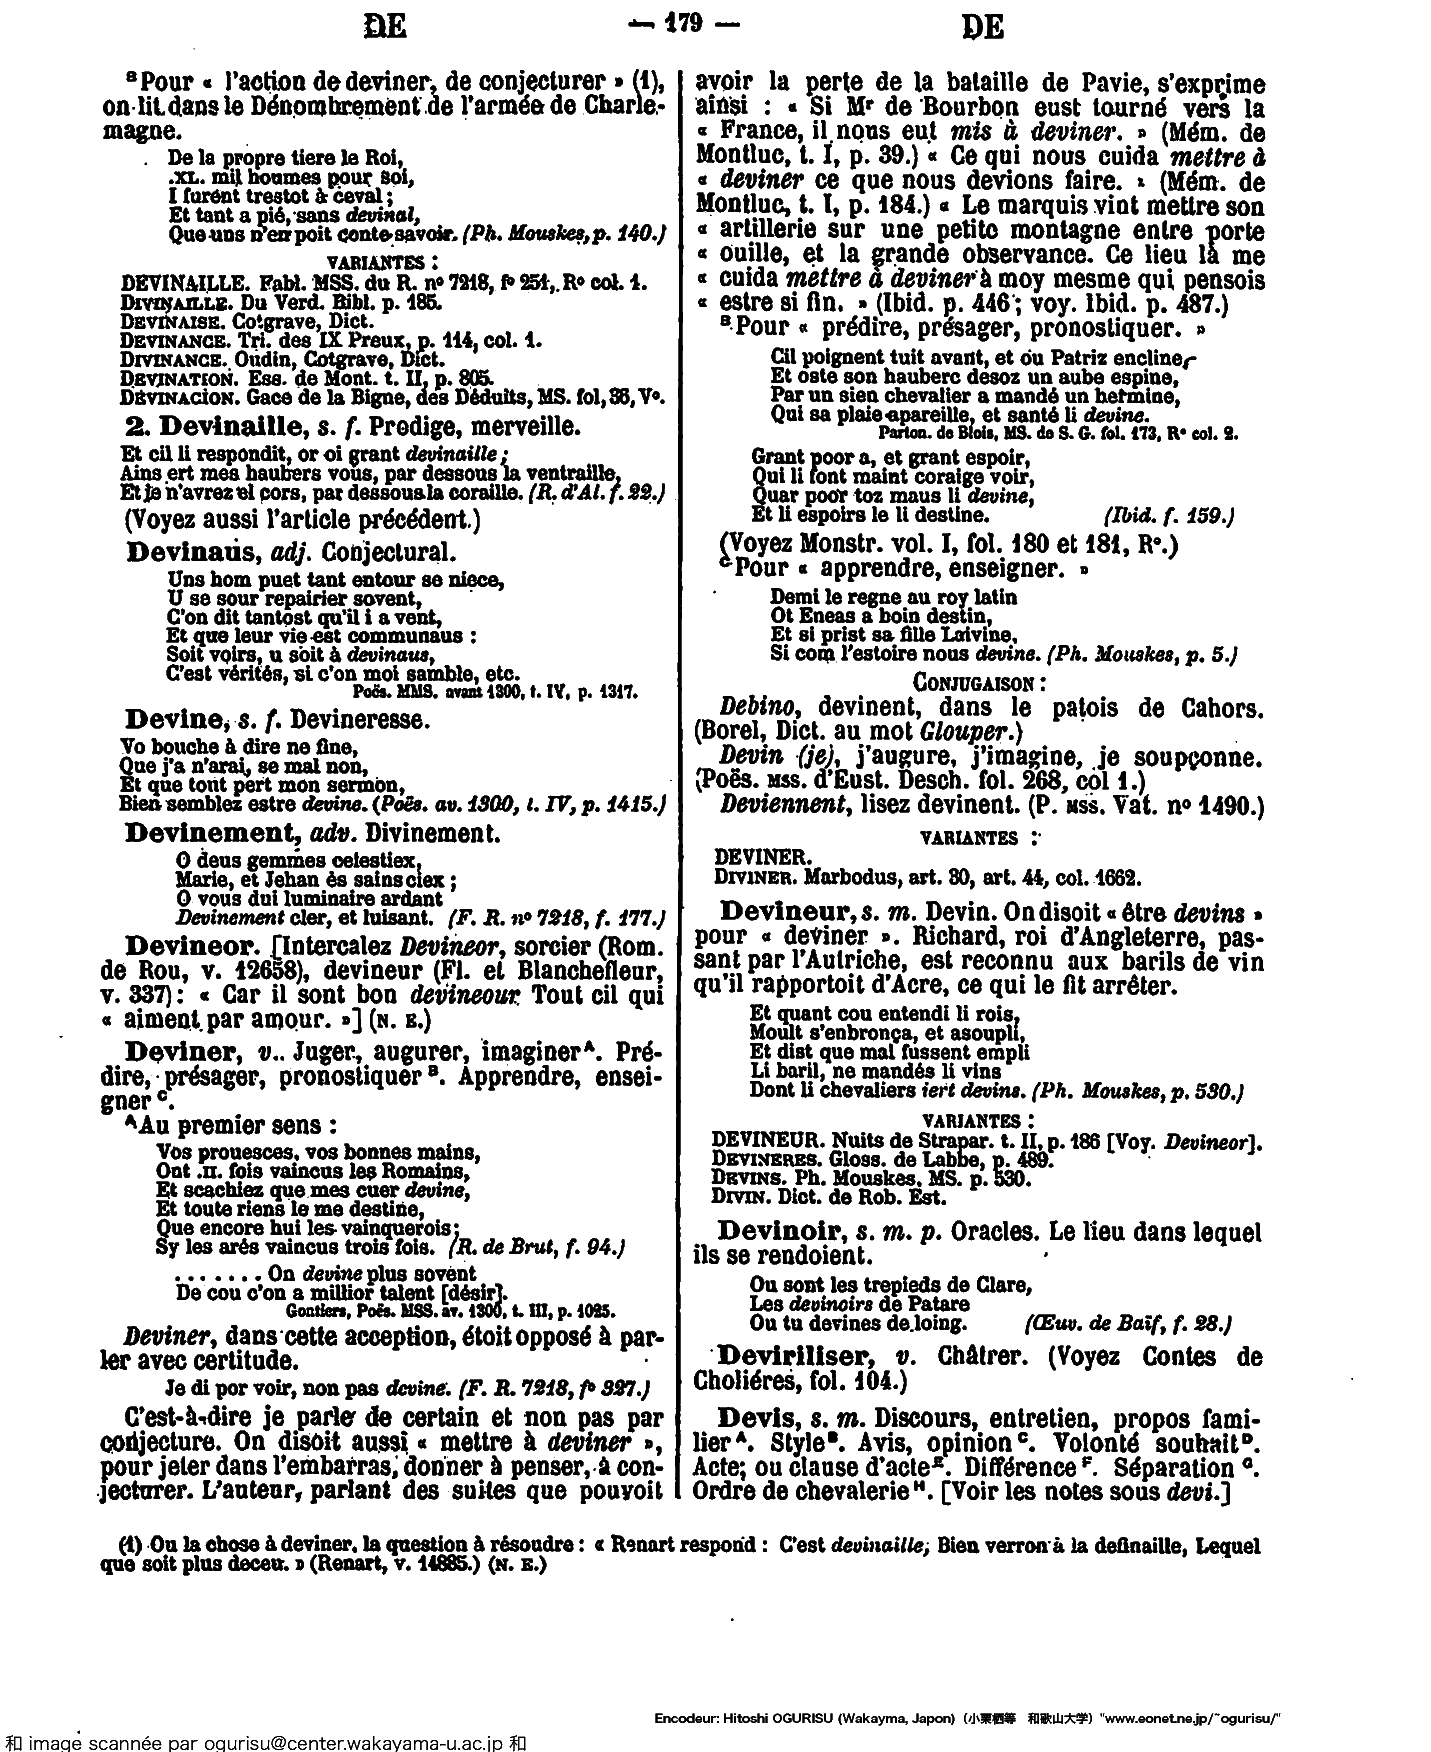 DE — 179 — DE
ᴮ Pour « l'action de deviner, de conjecturer » (1),
on lit dans le Dénombrement de l'armée de Charle-
magne.
De la propre tiere le Roi,
.XL. mil houmes pour soi,
I furent trestot à ceval ;
Et tant a pié, sans devinal,
Que uns n'en poit conte savoir. (Ph. Mouskes, p. 140.)
VARIANTES :
DEVINAILLE. Fabl. MSS. du R. nº 7218, fº 251, Rº col. 1.
DIVINAILLE. Du Verd. Bibl. p. 185.
DEVINAISE. Cotgrave, Dict.
DEVINANCE. Tri. des IX Preux, p. 114, col. 1.
DIVINANCE. Oudin, Cotgrave, Dict.
DEVINATION. Ess. de Mont. t. II, p. 805.
DEVINACION. Gace de la Bigne, des Déduits, MS. fol, 36, Vº.
2. Devinaille, s. f. Prodige, merveille.
Et cil li respondit, or oi grant devinaille ;
Ains ert mes haubers vous, par dessous la ventraille,
Et je n'avrez el cors, par dessous la coraille. (R. d'Al. f. 22.)
(Voyez aussi l'article précédent.)
Devinaus, adj. Conjectural.
Uns hom puet tant entour se niece,
U se sour repairier sovent,
C'on dit tantost qu'il i a vent,
Et que leur vie est communaus :
Soit voirs, u soit à devinaus,
C'est vérités, si c'on moi samble, etc.
Poës. MMS. avant 1300, t. IV, p. 1317.
Devine, s. f. Devineresse.
Vo bouche à dire ne fine,
Que j'a n'arai, se mal non,
Et que tont pert mon sermon,
Bien semblez estre devine. (Poës. av. 1300, t. IV, p. 1415.)
Devinement, adv. Divinement.
O deus gemmes celestiex,
Marie, et Jehan ès sains ciex ;
O vous dui luminaire ardant
Devinement cler, et luisant. (F. R. nº 7218, f. 177.)
Devineor. [Intercalez Devineor, sorcier (Rom.
de Rou, v. 12658), devineur (Fl. et Blanchefleur,
v. 337) : « Car il sont bon devineour Tout cil qui
« aiment par amour. »] (N. E.)
Deviner, v.. Juger, augurer, imaginer ᴬ. Pré-
dire, présager, pronostiquer ᴮ. Apprendre, ensei-
gner ᶜ.
ᴬ Au premier sens :
Vos prouesces, vos bonnes mains,
Ont .II. fois vaincus les Romains,
Et scachiez que mes cuer devine,
Et toute riens le me destine,
Que encore hui les vainquerois ;
Sy les arés vaincus trois fois. (R. de Brut, f. 94.)
. . . . . . . On devine plus sovent
De cou c'on a millior talent [désir].
Gontiers, Poës. MSS. av. 1300, t. III, p. 1025.
Deviner, dans cette acception, étoit opposé à par-
ler avec certitude.
Je di por voir, non pas devine. (F. R. 7218, fº 327.)
C'est-à-dire je parle de certain et non pas par
conjecture. On disoit aussi « mettre à deviner »,
pour jeter dans l'embarras, donner à penser, à con-
jecturer. L'auteur, parlant des suites que pouvoit
avoir la perte de la bataille de Pavie, s'exprime
ainsi : « Si Mʳ de Bourbon eust tourné vers la
« France, il nous eut mis à deviner. » (Mém. de
Montluc, t. I, p. 39.) « Ce qui nous cuida mettre à
« deviner ce que nous devions faire. » (Mém. de
Montluc, t. I, p. 184.) « Le marquis vint mettre son
« artillerie sur une petite montagne entre porte
« ouille, et la grande observance. Ce lieu là me
« cuida mettre à deviner à moy mesme qui pensois
« estre si fin. » (Ibid. p. 446 ; voy. Ibid. p. 487.)
ᴮ Pour « prédire, présager, pronostiquer. »
Cil poignent tuit avant, et ou Patriz encline,
Et oste son hauberc desoz un aube espine,
Par un sien chevalier a mandé un hermine,
Qui sa plaie apareille, et santé li devine.
Parton. de Blois, MS. de S. G. fol. 173, Rº col. 2.
Grant poor a, et grant espoir,
Qui li font maint coraige voir,
Quar poor toz maus li devine,
Et li espoirs le li destine. (Ibid. f. 159.)
(Voyez Monstr. vol. I, fol. 180 et 181, Rº.)
ᶜ Pour « apprendre, enseigner. »
Demi le regne au roy latin
Ot Eneas a boin destin,
Et si prist sa fille Laivine,
Si com l'estoire nous devine. (Ph. Mouskes, p. 5.)
CONJUGAISON :
Debino, devinent, dans le patois de Cahors.
(Borel, Dict. au mot Glouper.)
Devin (je), j'augure, j'imagine, je soupçonne.
(Poës. MSS. d'Eust. Desch. fol. 268, col 1.)
Deviennent, lisez devinent. (P. MSS. Vat. nº 1490.)
VARIANTES :
DEVINER.
DIVINER. Marbodus, art. 30, art. 44, col. 1662.
Devineur, s. m. Devin. On disoit « être devins »
pour « deviner ». Richard, roi d'Angleterre, pas-
sant par l'Autriche, est reconnu aux barils de vin
qu'il rapportoit d'Acre, ce qui le fit arrêter.
Et quant cou entendi li rois,
Moult s'enbronça, et asoupli,
Et dist que mal fussent empli
Li baril, ne mandés li vins
Dont li chevaliers iert devins. (Ph. Mouskes, p. 530.)
VARIANTES :
DEVINEUR. Nuits de Strapar. t. II, p. 186 [Voy. Devineor].
DEVINERES. Gloss. de Labbe, p. 489.
DEVINS. Ph. Mouskes, MS. p. 530.
DIVIN. Dict. de Rob. Est.
Devinoir, s. m. p. Oracles. Le lieu dans lequel
ils se rendoient.
Ou sont les trepieds de Clare,
Les devinoirs de Patare
Ou tu devines de loing. (Œuv. de Baïf, f. 28.)
Deviriliser, v. Châtrer. (Voyez Contes de
Choliéres, fol. 104.)
Devis, s. m. Discours, entretien, propos fami-
lier ᴬ. Style ᴮ. Avis, opinion ᶜ. Volonté souhait ᴰ.
Acte, ou clause d'acte ᴱ. Différence ꟳ. Séparation ᴳ.
Ordre de chevalerie ᴴ. [Voir les notes sous devi.]
(1) Ou la chose à deviner, la question à résoudre : « Renart respond : C'est devinaille; Bien verron à la definaille, Lequel
que soit plus deceu. » (Renart, v. 14885.) (N. E.)
Encodeur: Hitoshi OGURISU (Wakayma, Japon) (小栗栖等 和歌山大学) "www.eonet.ne.jp/~ogurisu/"
和 image scannée par ogurisu@center.wakayama-u.ac.jp 和